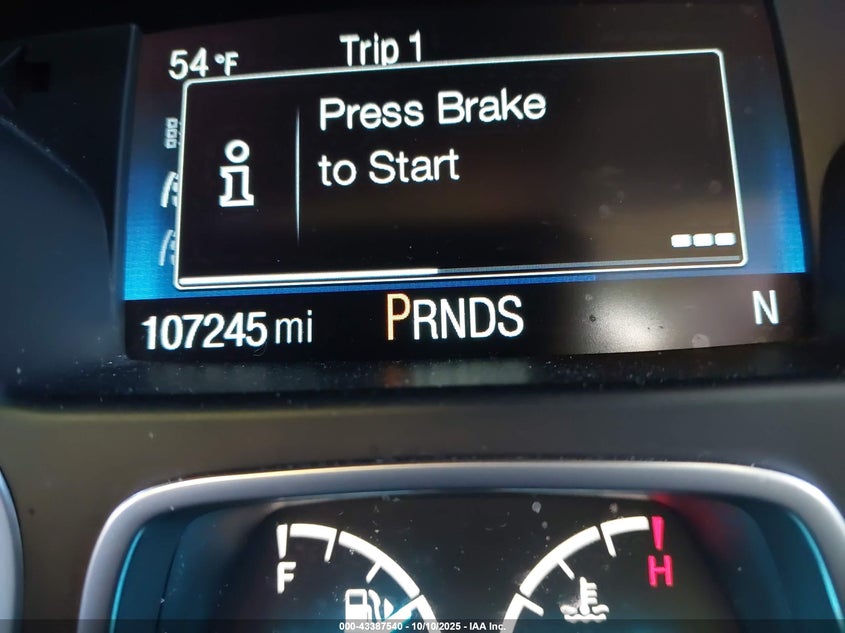 54 °F
Trip 1
Press Brake
to Start
107245 mi
PRNDS
N
F
H
000-43387540 - 10/10/2025 - IAA Inc.